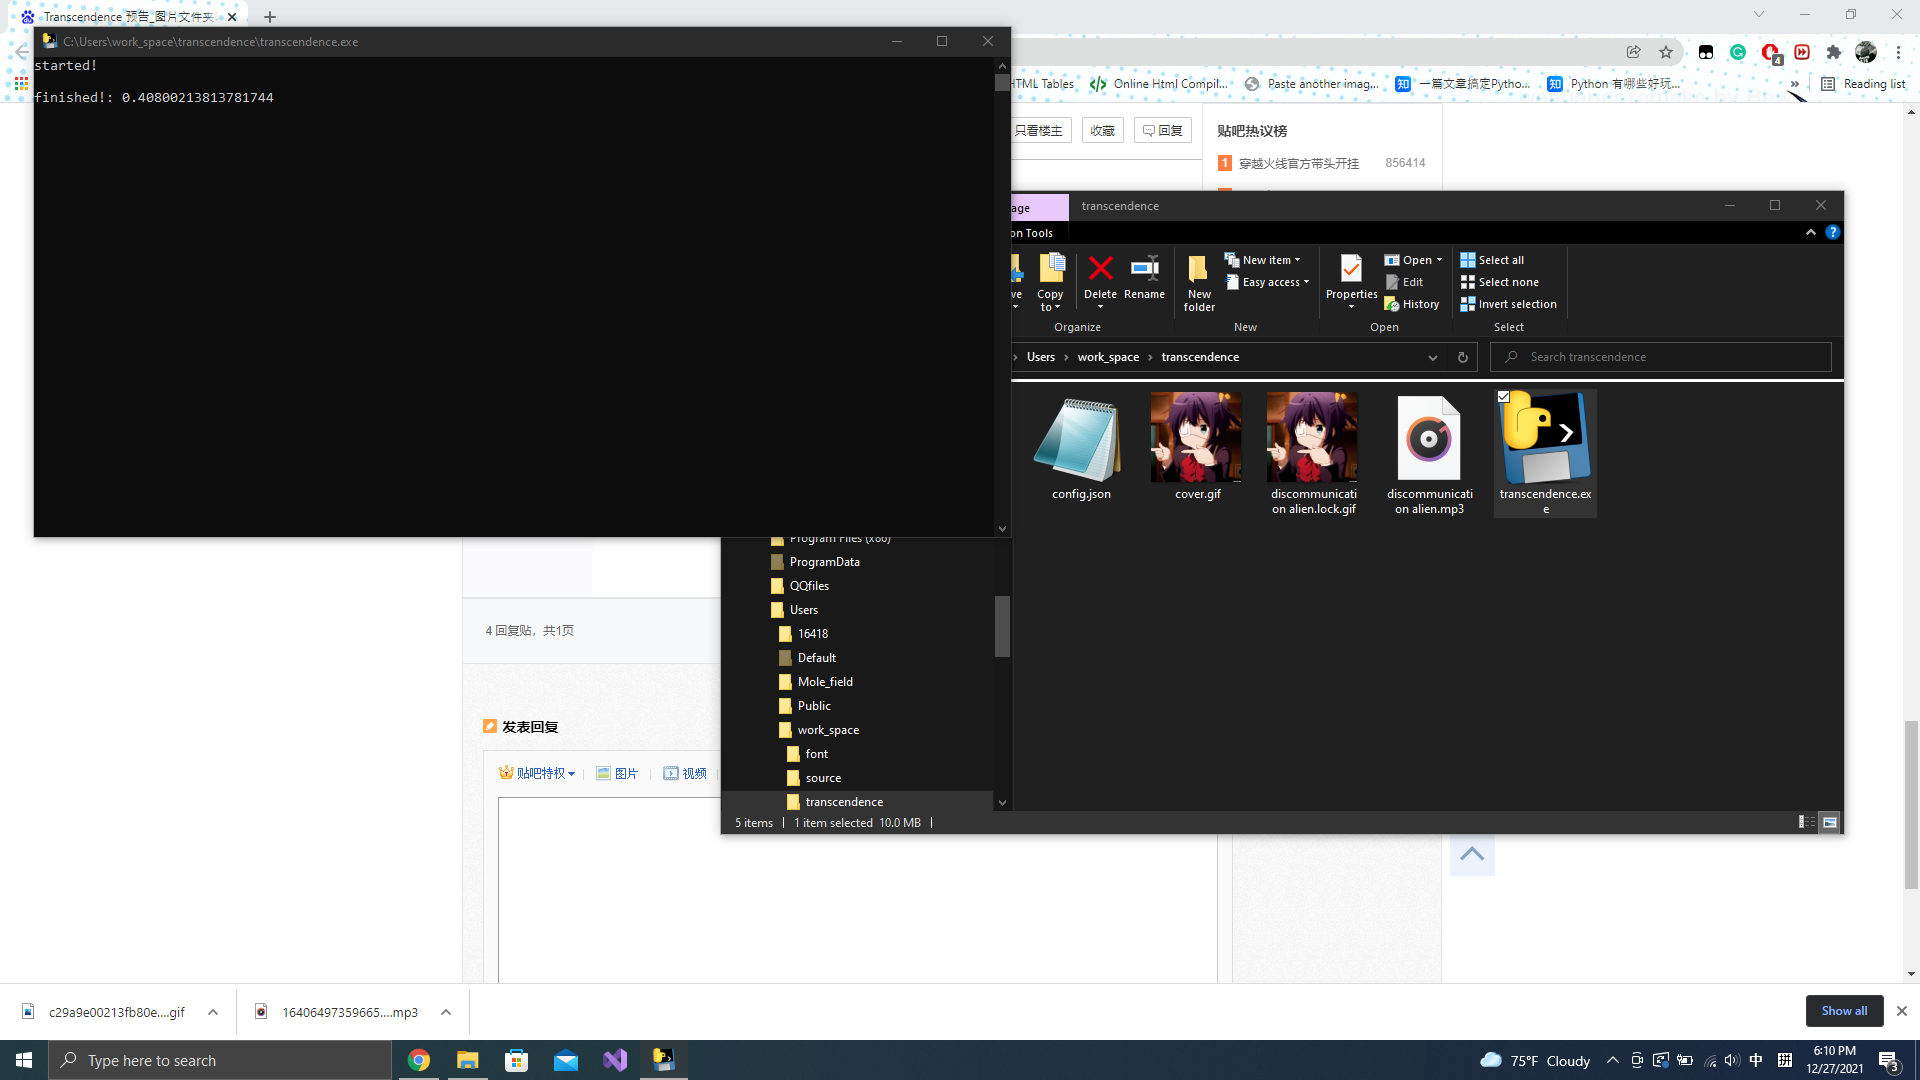 Transcendence 预告_图片文件夹
C:\Users\work_space\transcendence\transcendence.exe
started!
finished!: 0.40800213813781744
4
HTML Tables
Online Html Compil...
Paste another imag...
一篇文章搞定Pytho...
Python 有哪些好玩...
»
Reading list
只看楼主
收藏
回复
贴吧热议榜
1 穿越火线官方带头开挂 856414
age
transcendence
on Tools
ve
Copy to
Delete
Rename
New folder
New item
Easy access
Properties
Open
Edit
History
Select all
Select none
Invert selection
Organize
New
Open
Select
Users › work_space › transcendence
Search transcendence
config.json
cover.gif
discommunicati
on alien.lock.gif
discommunicati
on alien.mp3
transcendence.ex
e
Program Files (x86)
ProgramData
QQfiles
Users
16418
Default
Mole_field
Public
work_space
font
source
transcendence
5 items
1 item selected 10.0 MB
4 回复贴，共1页
发表回复
贴吧特权
图片
视频
c29a9e00213fb80e....gif
16406497359665....mp3
Show all
Type here to search
75°F Cloudy
中
拼
6:10 PM
12/27/2021
3